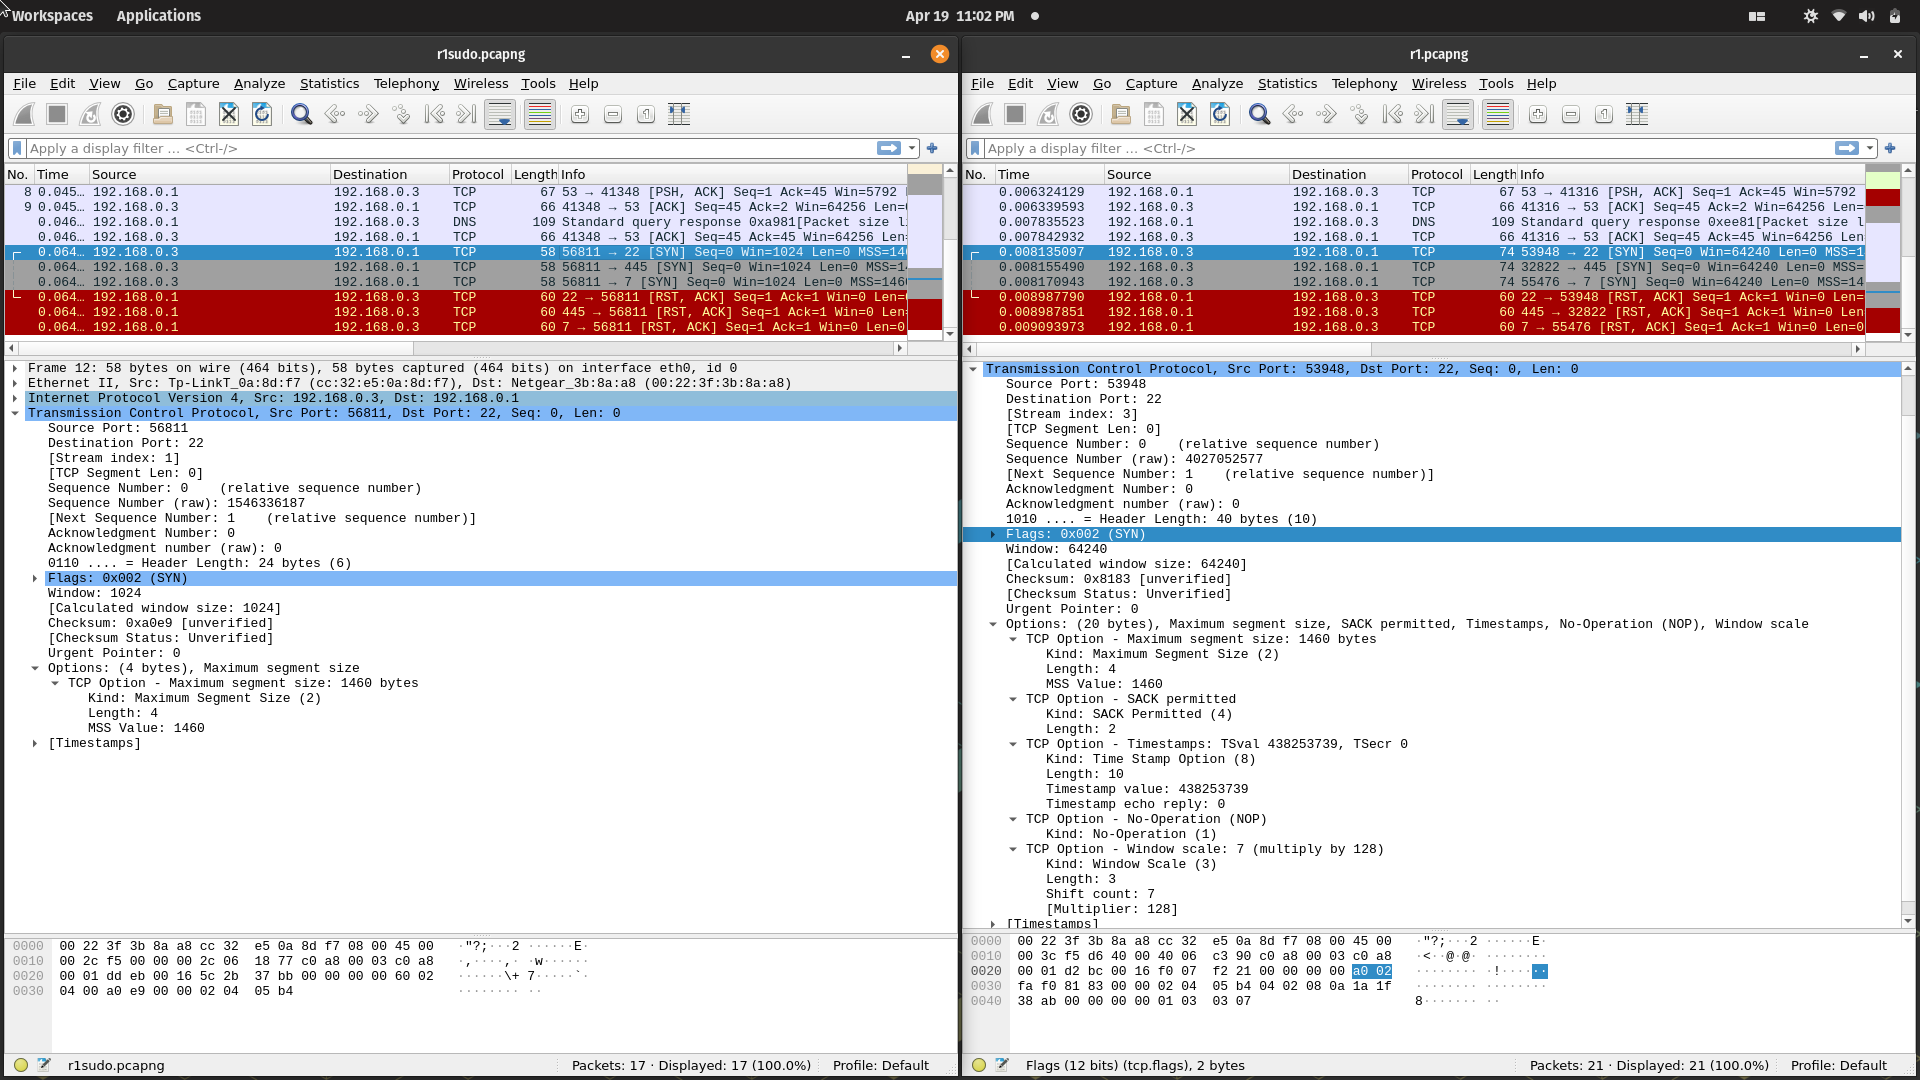 Workspaces Applications Apr 19 11:02 PM
r1sudo.pcapng
File Edit View Go Capture Analyze Statistics Telephony Wireless Tools Help
Apply a display filter … <Ctrl-/>
No. Time Source Destination Protocol Length Info
8 0.045… 192.168.0.1 192.168.0.3 TCP 67 53 → 41348 [PSH, ACK] Seq=1 Ack=45 Win=5792
9 0.045… 192.168.0.3 192.168.0.1 TCP 66 41348 → 53 [ACK] Seq=45 Ack=2 Win=64256 Len=
0.046… 192.168.0.1 192.168.0.3 DNS 109 Standard query response 0xa981[Packet size l
0.046… 192.168.0.3 192.168.0.1 TCP 66 41348 → 53 [ACK] Seq=45 Ack=45 Win=64256 Len=
0.064… 192.168.0.3 192.168.0.1 TCP 58 56811 → 22 [SYN] Seq=0 Win=1024 Len=0 MSS=146
0.064… 192.168.0.3 192.168.0.1 TCP 58 56811 → 445 [SYN] Seq=0 Win=1024 Len=0 MSS=1
0.064… 192.168.0.3 192.168.0.1 TCP 58 56811 → 7 [SYN] Seq=0 Win=1024 Len=0 MSS=1460
0.064… 192.168.0.1 192.168.0.3 TCP 60 22 → 56811 [RST, ACK] Seq=1 Ack=1 Win=0 Len=
0.064… 192.168.0.1 192.168.0.3 TCP 60 445 → 56811 [RST, ACK] Seq=1 Ack=1 Win=0 Len
0.064… 192.168.0.1 192.168.0.3 TCP 60 7 → 56811 [RST, ACK] Seq=1 Ack=1 Win=0 Len=0
Frame 12: 58 bytes on wire (464 bits), 58 bytes captured (464 bits) on interface eth0, id 0
Ethernet II, Src: Tp-LinkT_0a:8d:f7 (cc:32:e5:0a:8d:f7), Dst: Netgear_3b:8a:a8 (00:22:3f:3b:8a:a8)
Internet Protocol Version 4, Src: 192.168.0.3, Dst: 192.168.0.1
Transmission Control Protocol, Src Port: 56811, Dst Port: 22, Seq: 0, Len: 0
Source Port: 56811
Destination Port: 22
[Stream index: 1]
[TCP Segment Len: 0]
Sequence Number: 0 (relative sequence number)
Sequence Number (raw): 1546336187
[Next Sequence Number: 1 (relative sequence number)]
Acknowledgment Number: 0
Acknowledgment number (raw): 0
0110 .... = Header Length: 24 bytes (6)
Flags: 0x002 (SYN)
Window: 1024
[Calculated window size: 1024]
Checksum: 0xa0e9 [unverified]
[Checksum Status: Unverified]
Urgent Pointer: 0
Options: (4 bytes), Maximum segment size
TCP Option - Maximum segment size: 1460 bytes
Kind: Maximum Segment Size (2)
Length: 4
MSS Value: 1460
[Timestamps]
0000 00 22 3f 3b 8a a8 cc 32 e5 0a 8d f7 08 00 45 00 ·"?;···2 ······E·
0010 00 2c f5 00 00 00 2c 06 18 77 c0 a8 00 03 c0 a8 ·,····,· ·w······
0020 00 01 dd eb 00 16 5c 2b 37 bb 00 00 00 00 60 02 ······\+ 7·····`·
0030 04 00 a0 e9 00 00 02 04 05 b4 ········ ··
r1sudo.pcapng Packets: 17 · Displayed: 17 (100.0%) Profile: Default
r1.pcapng
File Edit View Go Capture Analyze Statistics Telephony Wireless Tools Help
Apply a display filter … <Ctrl-/>
No. Time Source Destination Protocol Length Info
0.006324129 192.168.0.1 192.168.0.3 TCP 67 53 → 41316 [PSH, ACK] Seq=1 Ack=45 Win=5792
0.006339593 192.168.0.3 192.168.0.1 TCP 66 41316 → 53 [ACK] Seq=45 Ack=2 Win=64256 Len=
0.007835523 192.168.0.1 192.168.0.3 DNS 109 Standard query response 0xee81[Packet size l
0.007842932 192.168.0.3 192.168.0.1 TCP 66 41316 → 53 [ACK] Seq=45 Ack=45 Win=64256 Len
0.008135097 192.168.0.3 192.168.0.1 TCP 74 53948 → 22 [SYN] Seq=0 Win=64240 Len=0 MSS=1
0.008155490 192.168.0.3 192.168.0.1 TCP 74 32822 → 445 [SYN] Seq=0 Win=64240 Len=0 MSS=
0.008170943 192.168.0.3 192.168.0.1 TCP 74 55476 → 7 [SYN] Seq=0 Win=64240 Len=0 MSS=14
0.008987790 192.168.0.1 192.168.0.3 TCP 60 22 → 53948 [RST, ACK] Seq=1 Ack=1 Win=0 Len=
0.008987851 192.168.0.1 192.168.0.3 TCP 60 445 → 32822 [RST, ACK] Seq=1 Ack=1 Win=0 Len
0.009093973 192.168.0.1 192.168.0.3 TCP 60 7 → 55476 [RST, ACK] Seq=1 Ack=1 Win=0 Len=0
Transmission Control Protocol, Src Port: 53948, Dst Port: 22, Seq: 0, Len: 0
Source Port: 53948
Destination Port: 22
[Stream index: 3]
[TCP Segment Len: 0]
Sequence Number: 0 (relative sequence number)
Sequence Number (raw): 4027052577
[Next Sequence Number: 1 (relative sequence number)]
Acknowledgment Number: 0
Acknowledgment number (raw): 0
1010 .... = Header Length: 40 bytes (10)
Flags: 0x002 (SYN)
Window: 64240
[Calculated window size: 64240]
Checksum: 0x8183 [unverified]
[Checksum Status: Unverified]
Urgent Pointer: 0
Options: (20 bytes), Maximum segment size, SACK permitted, Timestamps, No-Operation (NOP), Window scale
TCP Option - Maximum segment size: 1460 bytes
Kind: Maximum Segment Size (2)
Length: 4
MSS Value: 1460
TCP Option - SACK permitted
Kind: SACK Permitted (4)
Length: 2
TCP Option - Timestamps: TSval 438253739, TSecr 0
Kind: Time Stamp Option (8)
Length: 10
Timestamp value: 438253739
Timestamp echo reply: 0
TCP Option - No-Operation (NOP)
Kind: No-Operation (1)
TCP Option - Window scale: 7 (multiply by 128)
Kind: Window Scale (3)
Length: 3
Shift count: 7
[Multiplier: 128]
[Timestamps]
0000 00 22 3f 3b 8a a8 cc 32 e5 0a 8d f7 08 00 45 00 ·"?;···2 ······E·
0010 00 3c f5 d6 40 00 40 06 c3 90 c0 a8 00 03 c0 a8 ·<··@·@· ········
0020 00 01 d2 bc 00 16 f0 07 f2 21 00 00 00 00 a0 02 ········ ·!······
0030 fa f0 81 83 00 00 02 04 05 b4 04 02 08 0a 1a 1f ········ ········
0040 38 ab 00 00 00 00 01 03 03 07 8······· ··
Flags (12 bits) (tcp.flags), 2 bytes Packets: 21 · Displayed: 21 (100.0%) Profile: Default